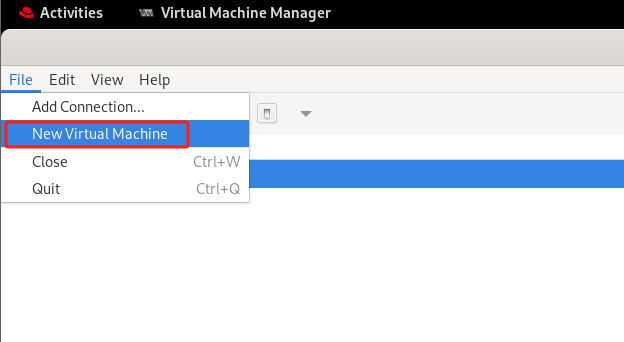 Activities Virtual Machine Manager
File Edit View Help
Add Connection...
New Virtual Machine
Close Ctrl+W
Quit Ctrl+Q